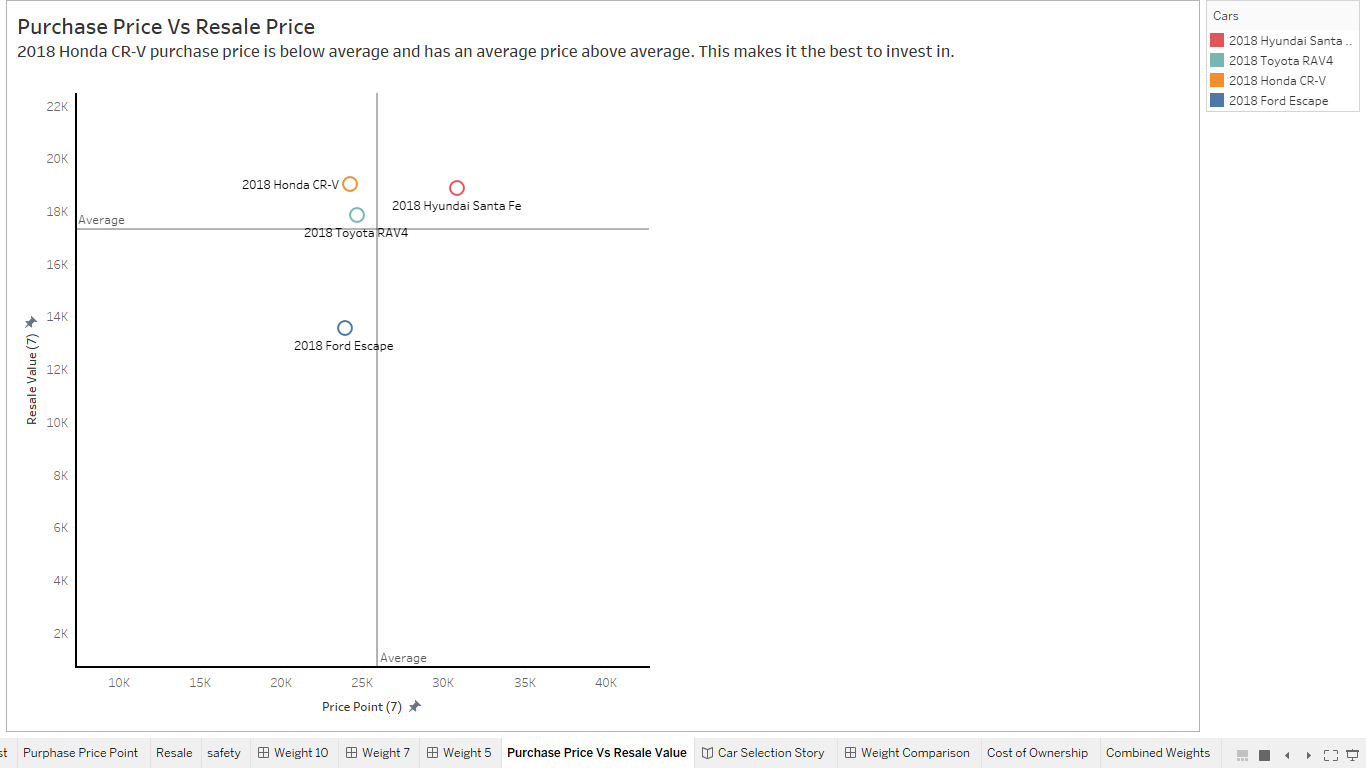 Purchase Price Vs Resale Price
2018 Honda CR-V purchase price is below average and has an average price above average. This makes it the best to invest in.
Cars
2018 Hyundai Santa ..
2018 Toyota RAV4
2018 Honda CR-V
2018 Ford Escape
22K
20K
18K
16K
14K
12K
10K
8K
6K
4K
2K
Resale Value (7)
2018 Honda CR-V
2018 Hyundai Santa Fe
Average
2018 Toyota RAV4
2018 Ford Escape
Average
10K
15K
20K
25K
30K
35K
40K
Price Point (7)
st
Purphase Price Point
Resale
safety
Weight 10
Weight 7
Weight 5
Purchase Price Vs Resale Value
Car Selection Story
Weight Comparison
Cost of Ownership
Combined Weights